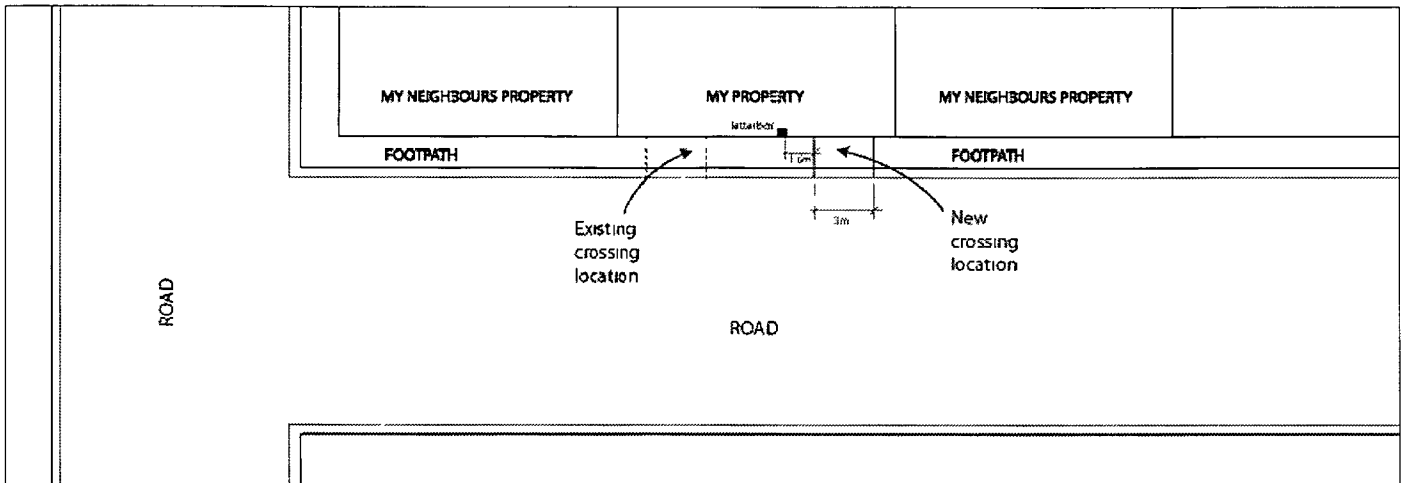 MY NEIGHBOURS PROPERTY
MY PROPERTY
MY NEIGHBOURS PROPERTY
letterbox
FOOTPATH
FOOTPATH
3m
Existing
crossing
location
New
crossing
location
ROAD
ROAD